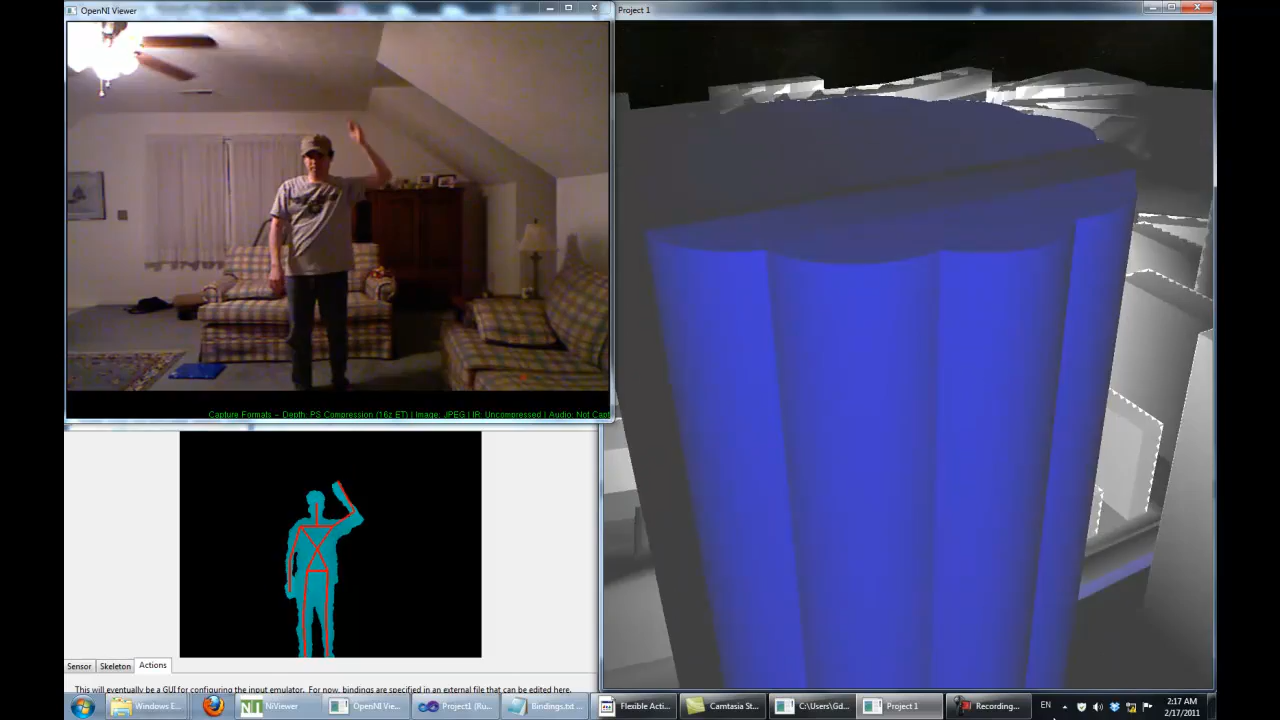 OpenNI Viewer
Project 1
Capture Formats - Depth: PS Compression (16z ET) | Image: JPEG | IR: Uncompressed | Audio: Not Capt
Sensor
Skeleton
Actions
This will eventually be a GUI for configuring the input emulator. For now, bindings are specified in an external file that can be edited here.
Windows E...
NiViewer
OpenNI Vie...
Project1 (Ru...
Bindings.txt ...
Flexible Acti...
Camtasia St...
C:\Users\Gd...
Project 1
Recording...
EN
2:17 AM
2/17/2011